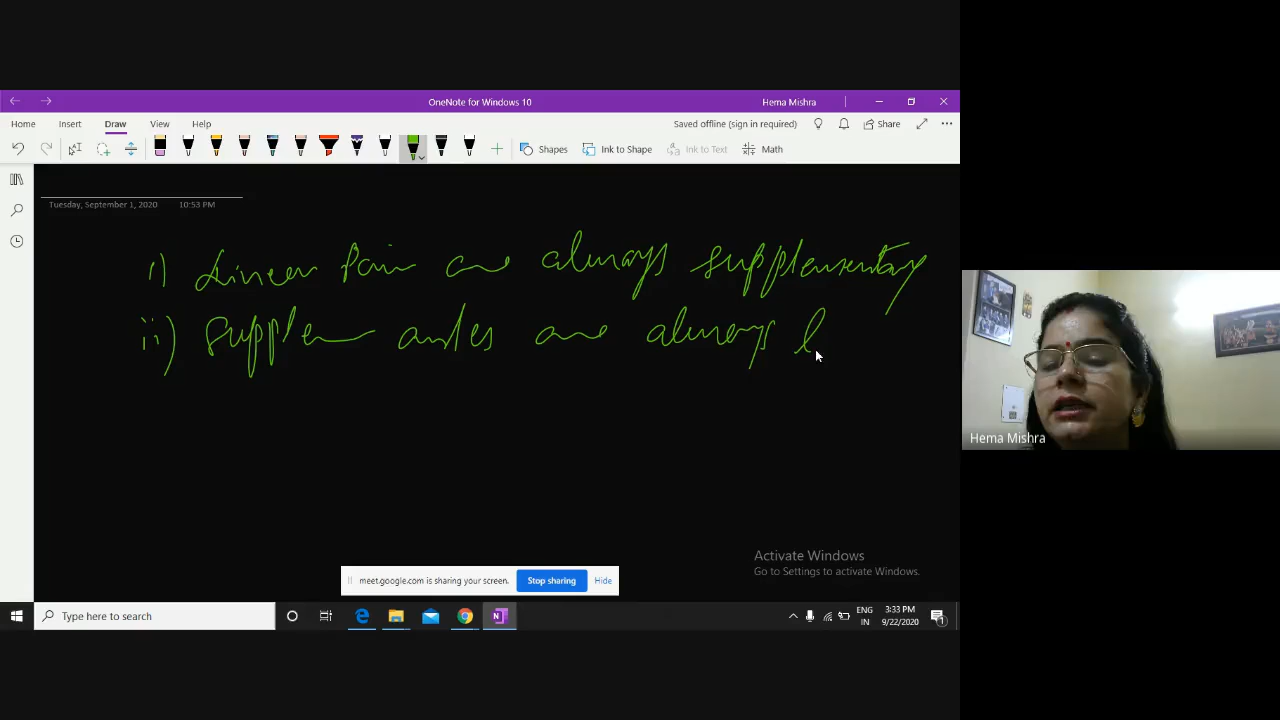 OneNote for Windows 10
Hema Mishra
Home Insert Draw View Help
Saved offline (sign in required)
Share
Shapes
Ink to Shape
Ink to Text
Math
Tuesday, September 1, 2020 10:53 PM
i) Linear Pair are always supplementary
ii) supplem angles are always l
Hema Mishra
Activate Windows
Go to Settings to activate Windows.
meet.google.com is sharing your screen.
Stop sharing
Hide
Type here to search
ENG
IN
3:33 PM
9/22/2020
1